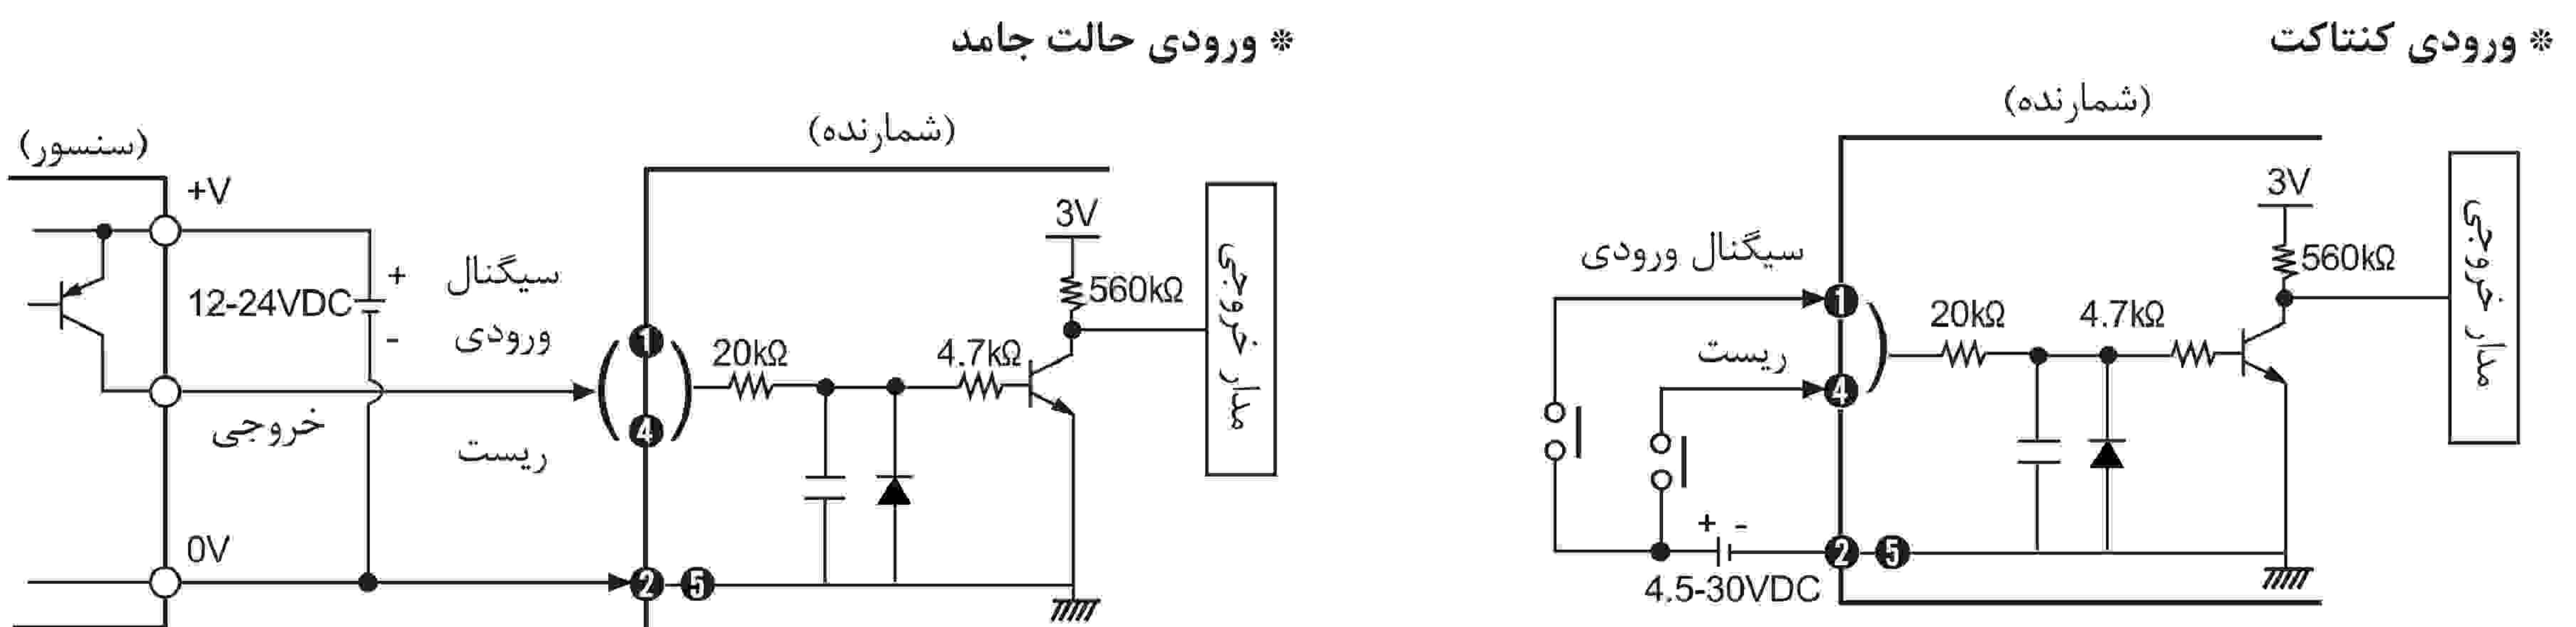 * ورودی کنتاکت
(شمارنده)
3V
560kΩ
مدار خروجی
سیگنال ورودی
1
20kΩ
4.7kΩ
ریست
4
+ -
2 5
4.5-30VDC
* ورودی حالت جامد
(شمارنده)
(سنسور)
+V
3V
560kΩ
مدار خروجی
12-24VDC
+
-
سیگنال
ورودی
1
20kΩ
4.7kΩ
خروجی
4
ریست
0V
2 5